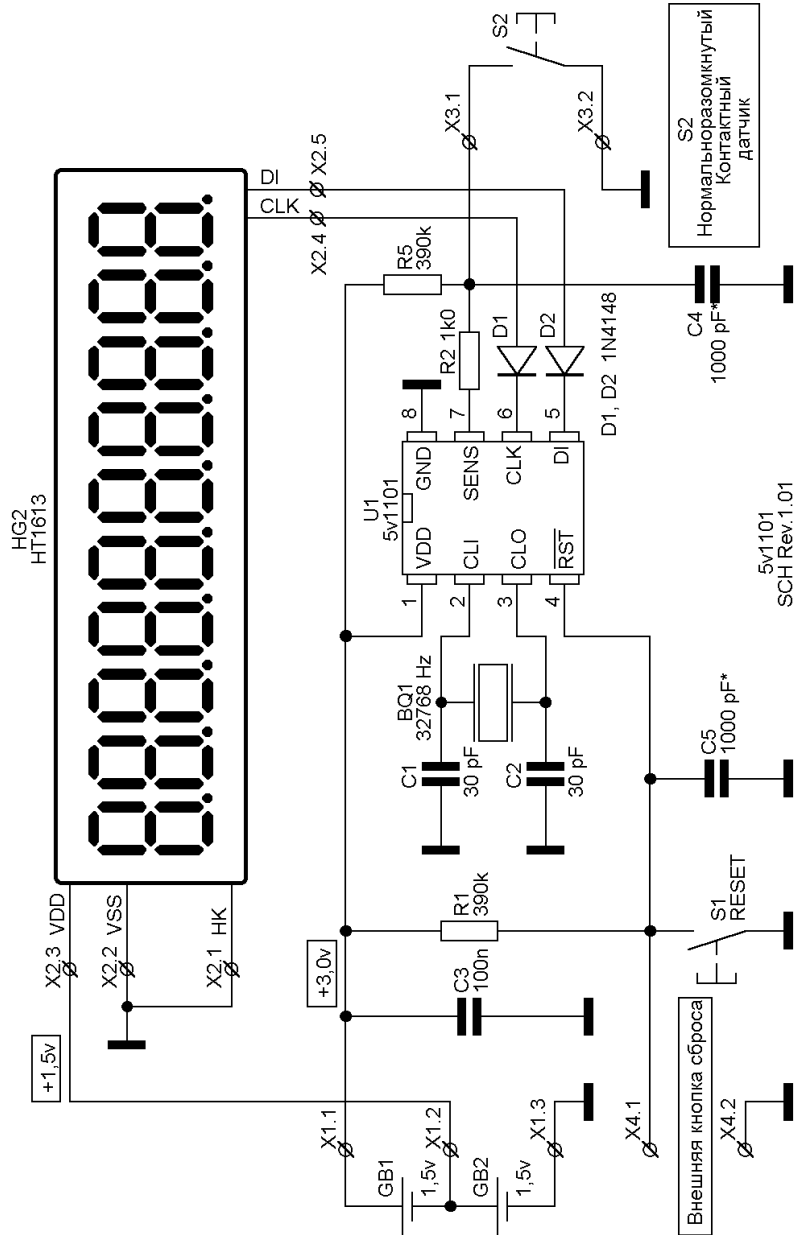 HG2
HT1613
X2.3
VDD
X2.2
VSS
X2.1
HK
DI
X2.5
CLK
X2.4
+1,5v
+3,0v
X1.1
GB1
1,5v
X1.2
GB2
1,5v
X1.3
C3
100n
R1
390k
C1
30 pF
C2
30 pF
BQ1
32768 Hz
U1
5v1101
1
VDD
2
CLI
3
CLO
4
RST
GND
8
SENS
7
CLK
6
DI
5
R2 1k0
R5
390k
D1
D2
D1, D2 1N4148
X3.1
X3.2
S2
S2
Нормальноразомкнутый
Контактный
датчик
C4
1000 pF*
C5
1000 pF*
S1
RESET
X4.1
X4.2
Внешняя кнопка сброса
5v1101
SCH Rev.1.01